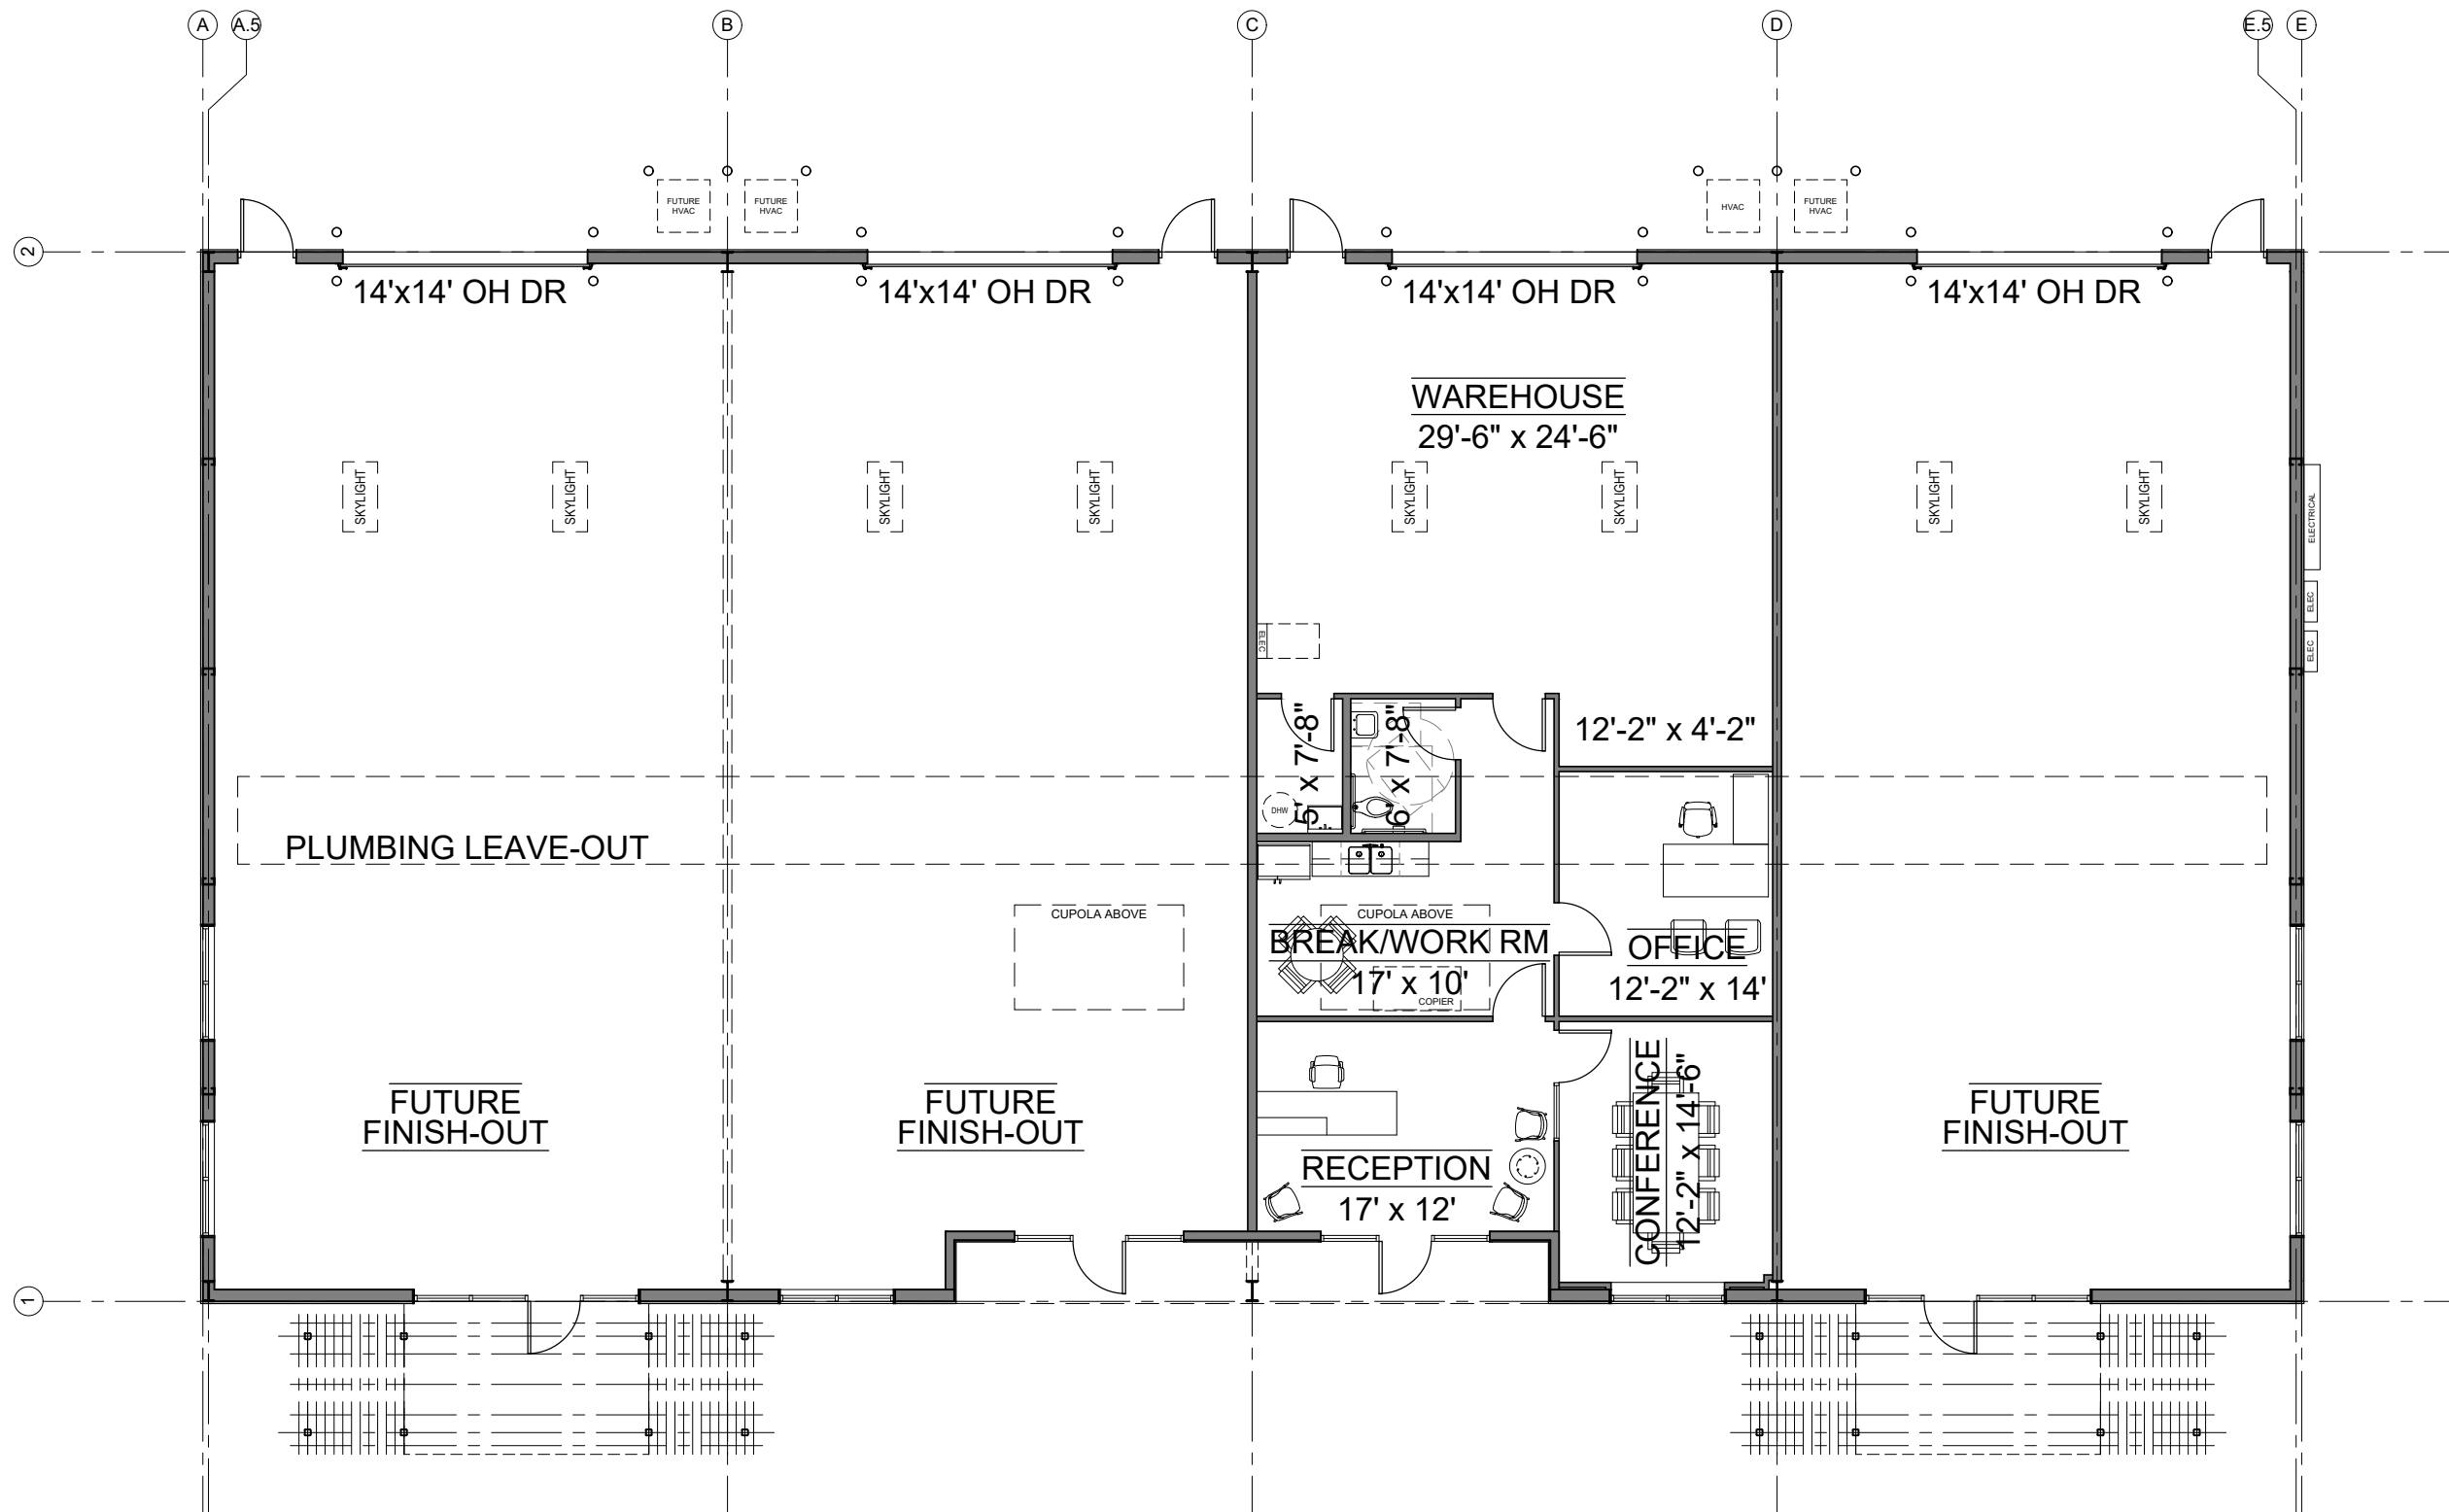 A
A.5
B
C
D
E.5
E
FUTURE
HVAC
FUTURE
HVAC
HVAC
FUTURE
HVAC
2
14'x14' OH DR
14'x14' OH DR
14'x14' OH DR
14'x14' OH DR
WAREHOUSE
29'-6" x 24'-6"
SKYLIGHT
SKYLIGHT
SKYLIGHT
SKYLIGHT
SKYLIGHT
SKYLIGHT
SKYLIGHT
SKYLIGHT
ELECTRICAL
ELEC
ELEC
ELEC
5' x 7'-8"
6' x 7'-8"
12'-2" x 4'-2"
DHW
PLUMBING LEAVE-OUT
CUPOLA ABOVE
CUPOLA ABOVE
BREAK/WORK RM
17' x 10'
COPIER
OFFICE
12'-2" x 14'
FUTURE
FINISH-OUT
FUTURE
FINISH-OUT
RECEPTION
17' x 12'
CONFERENCE
12'-2" x 14'-6"
FUTURE
FINISH-OUT
1